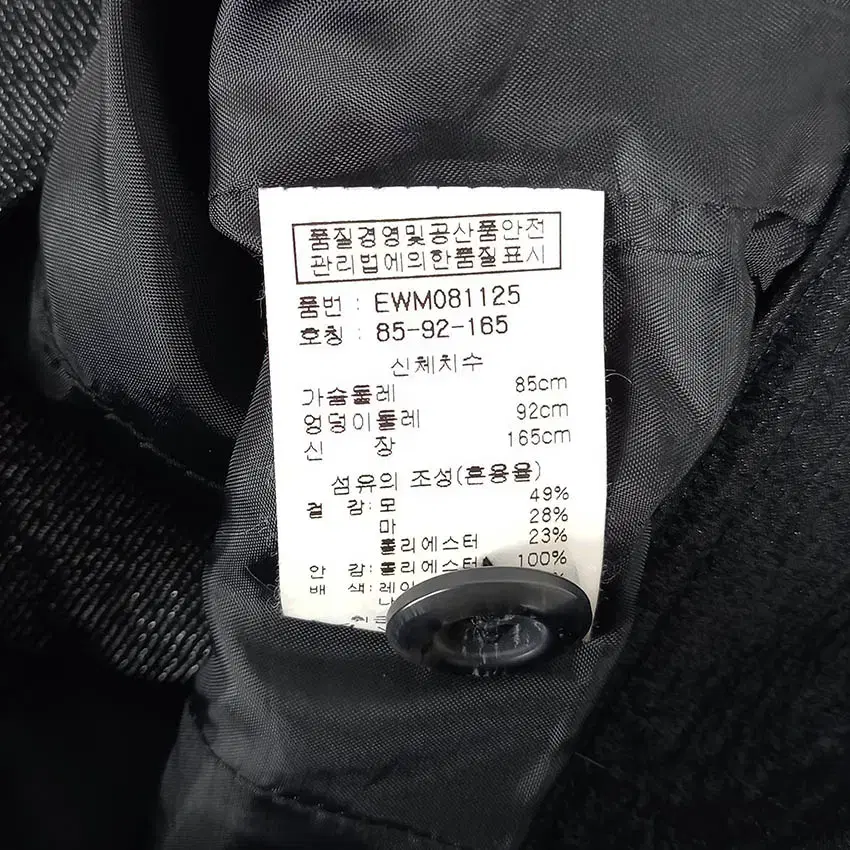 품질경영및공산품안전
관리법에의한품질표시
품번 : EWM081125
호칭 : 85-92-165
신체치수
가슴둘레 85cm
엉덩이둘레 92cm
신 장 165cm
섬유의 조성(혼용율)
겉 감: 모 49%
마 28%
폴리에스터 23%
안 감: 폴리에스터 100%
배 색: